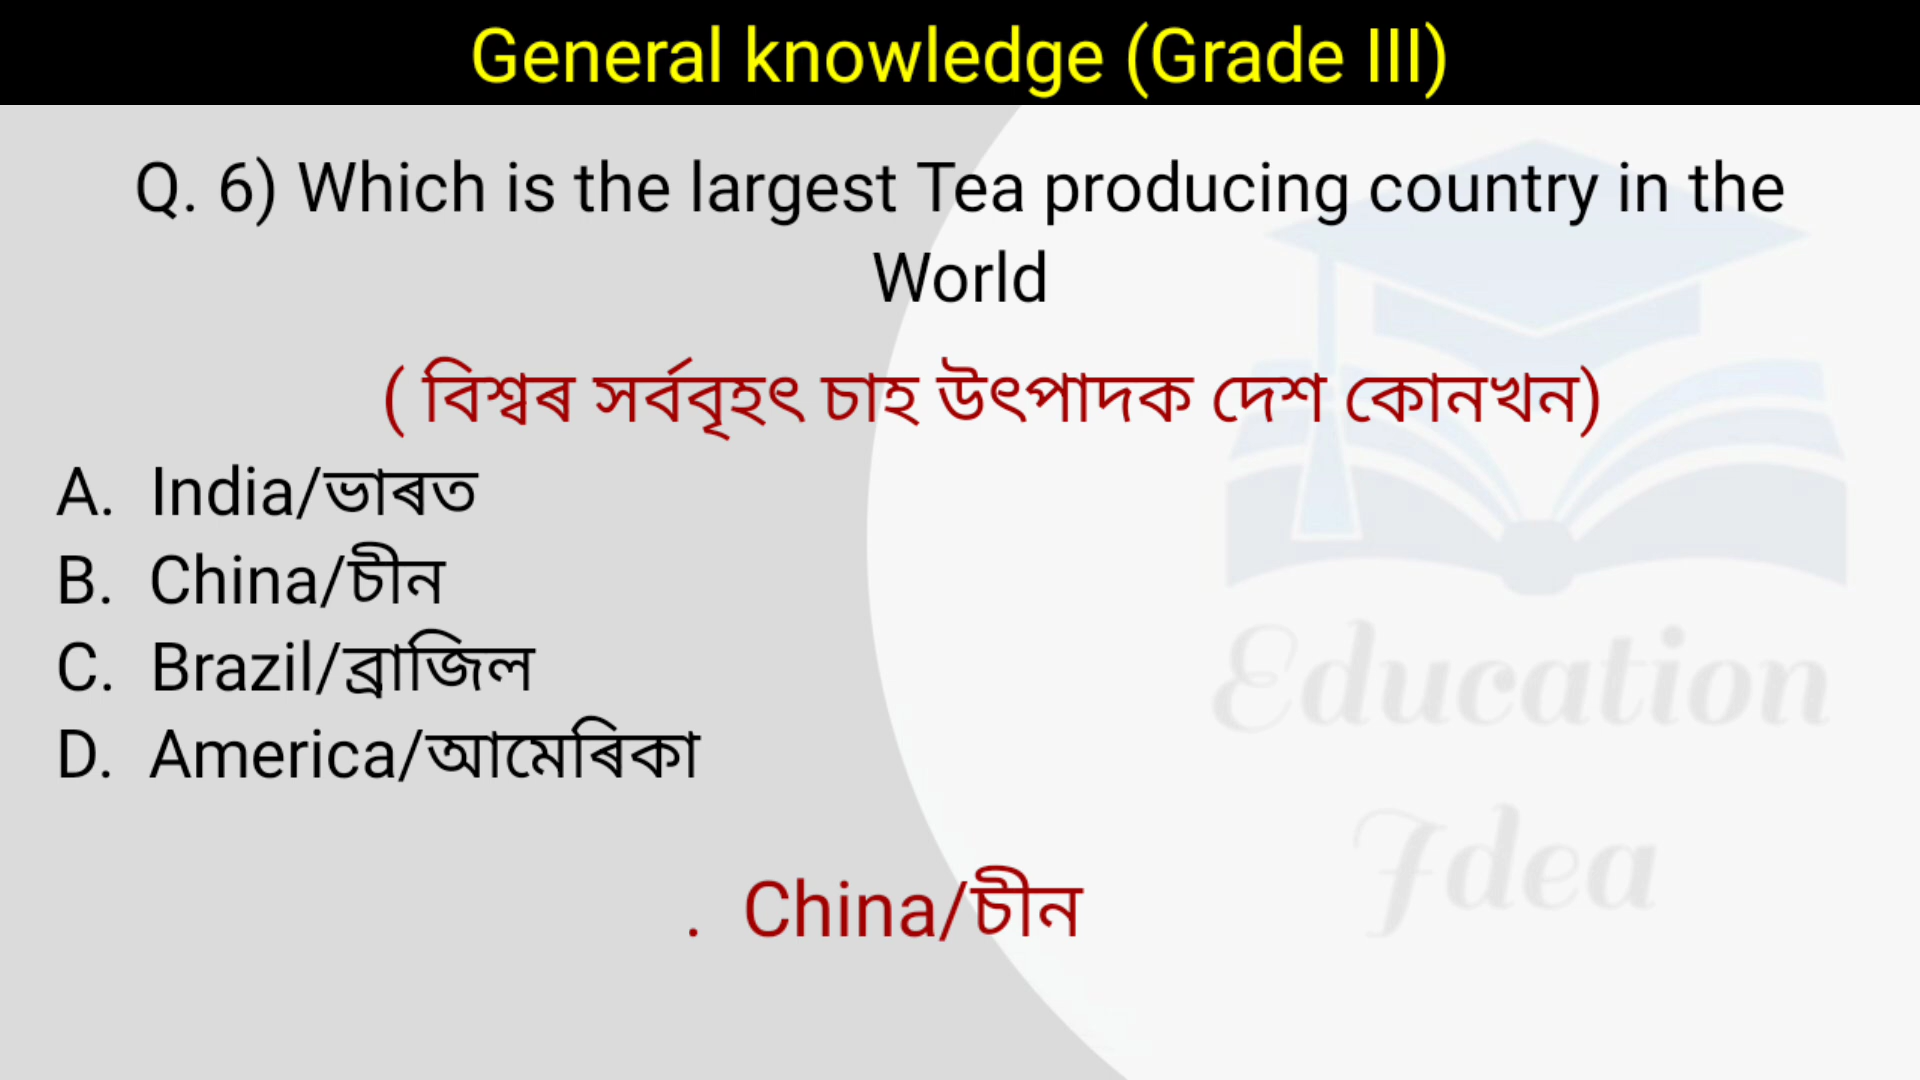 General knowledge (Grade III)
Q. 6) Which is the largest Tea producing country in the
World
( বিশ্বৰ সৰ্ববৃহৎ চাহ উৎপাদক দেশ কোনখন)
A. India/ভাৰত
B. China/চীন
C. Brazil/ব্ৰাজিল
D. America/আমেৰিকা
. China/চীন
Education
Idea